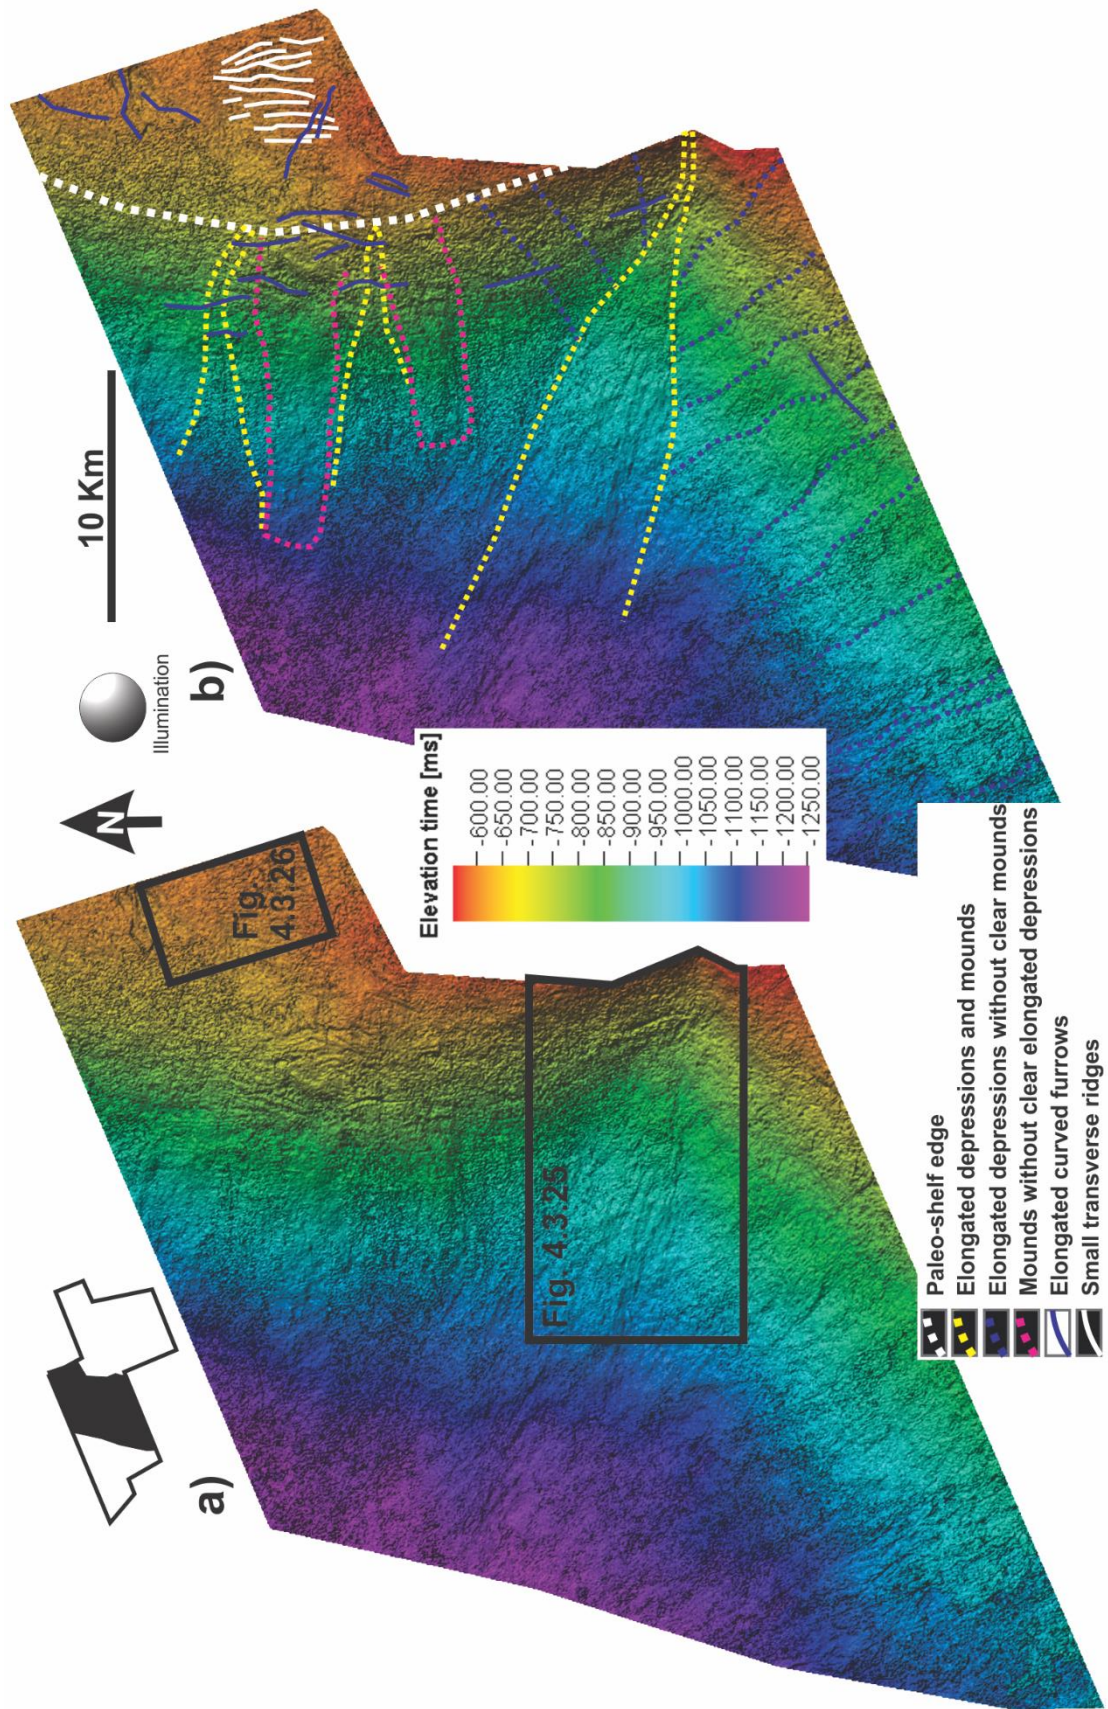 a)
Fig.
4.3.26
Fig. 4.3.25
N
Illumination
10 Km
b)
Elevation time [ms]
-600.00
-650.00
-700.00
-750.00
-800.00
-850.00
-900.00
-950.00
-1000.00
-1050.00
-1100.00
-1150.00
-1200.00
-1250.00
Paleo-shelf edge
Elongated depressions and mounds
Elongated depressions without clear mounds
Mounds without clear elongated depressions
Elongated curved furrows
Small transverse ridges